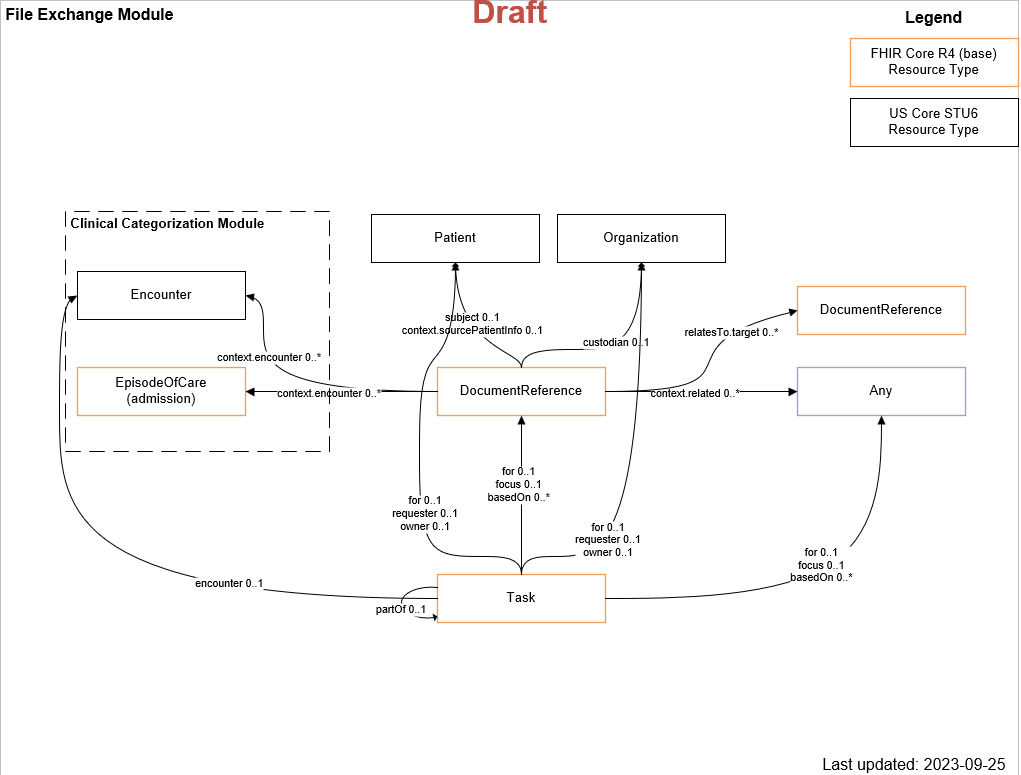 File Exchange Module
Draft
Legend
FHIR Core R4 (base)
Resource Type
US Core STU6
Resource Type
Clinical Categorization Module
Patient
Organization
Encounter
DocumentReference
subject 0..1
context.sourcePatientInfo 0..1
custodian 0..1
relatesTo.target 0..*
context.encounter 0..*
EpisodeOfCare
(admission)
context.encounter 0..*
DocumentReference
context.related 0..*
Any
for 0..1
focus 0..1
basedOn 0..*
for 0..1
requester 0..1
owner 0..1
for 0..1
requester 0..1
owner 0..1
for 0..1
focus 0..1
basedOn 0..*
encounter 0..1
partOf 0..1
Task
Last updated: 2023-09-25